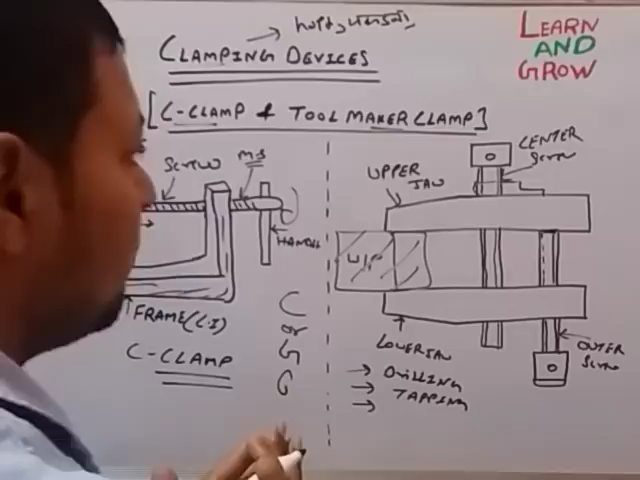 CLAMPING DEVICES
LEARN
AND
GROW
[C-CLAMP & TOOL MAKER CLAMP]
SCREW
M.S
HANDLE
FRAME (C.I)
C-CLAMP
C
or
G
G
UPPER
JAW
CENTER
SCREW
W/P
LOWER JAW
OUTER
SCREW
→ DRILLING
→ TAPPING
→